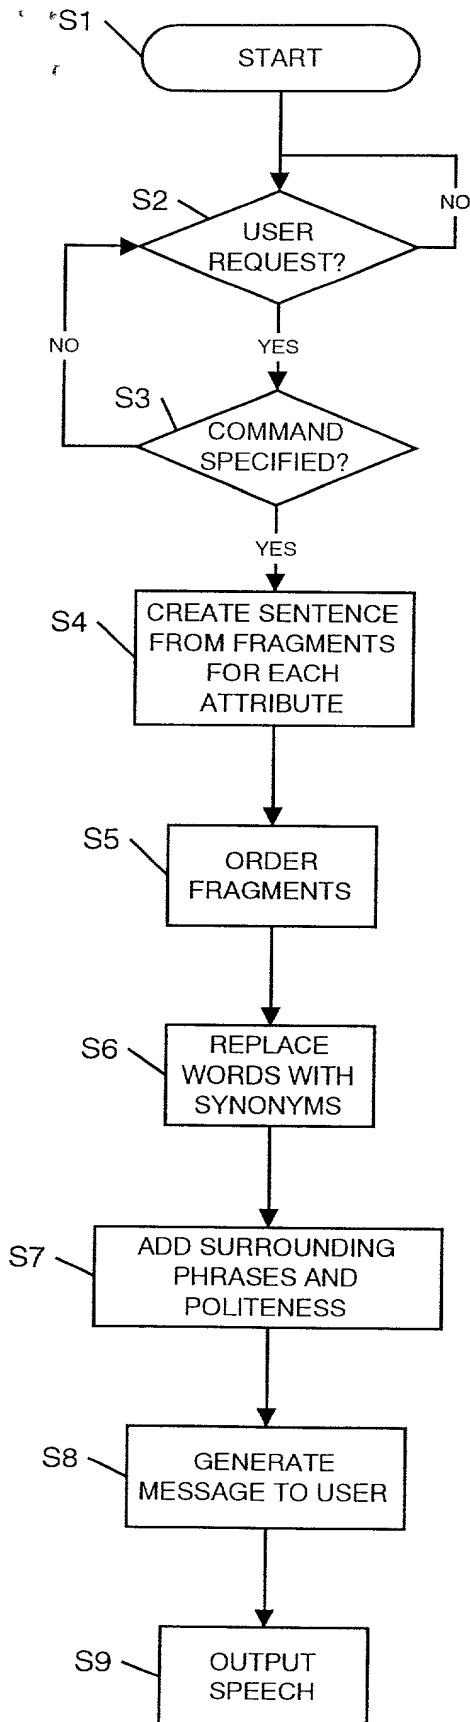 S1
START
S2
USER
REQUEST?
NO
NO
YES
S3
COMMAND
SPECIFIED?
YES
S4
CREATE SENTENCE
FROM FRAGMENTS
FOR EACH
ATTRIBUTE
S5
ORDER
FRAGMENTS
S6
REPLACE
WORDS WITH
SYNONYMS
S7
ADD SURROUNDING
PHRASES AND
POLITENESS
S8
GENERATE
MESSAGE TO USER
S9
OUTPUT
SPEECH